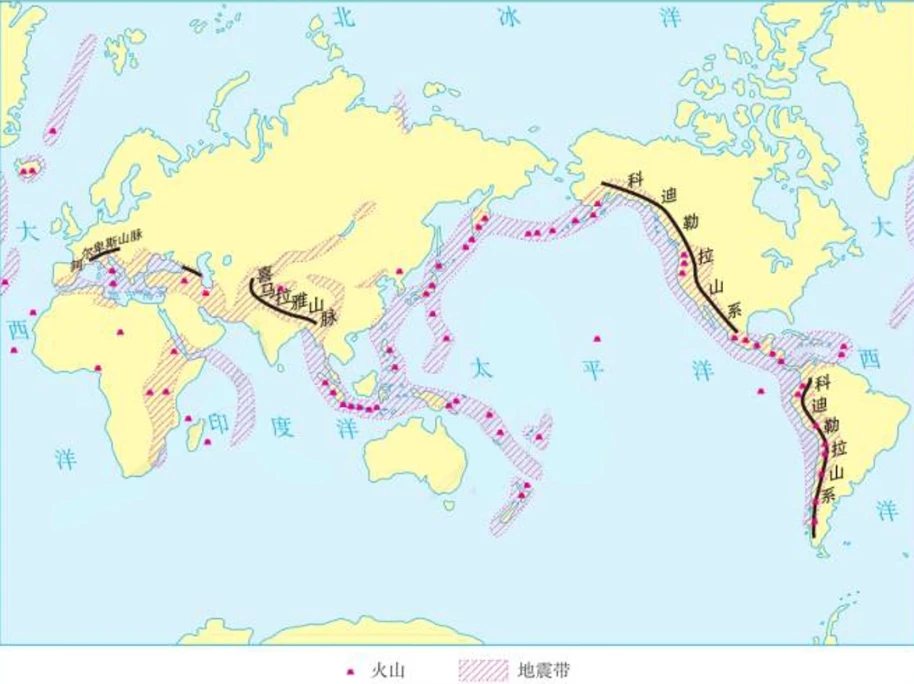 北冰洋
大西洋
阿尔卑斯山脉
喜马拉雅山脉
印度洋
太平洋
科迪勒拉山系
科迪勒拉山系
大西洋
火山
地震带